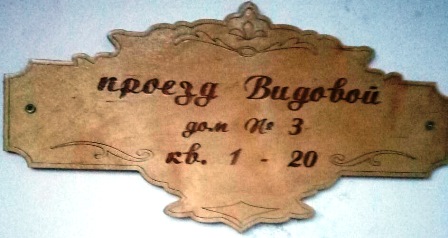 проезд Видовой
дом № 3
кв. 1 - 20